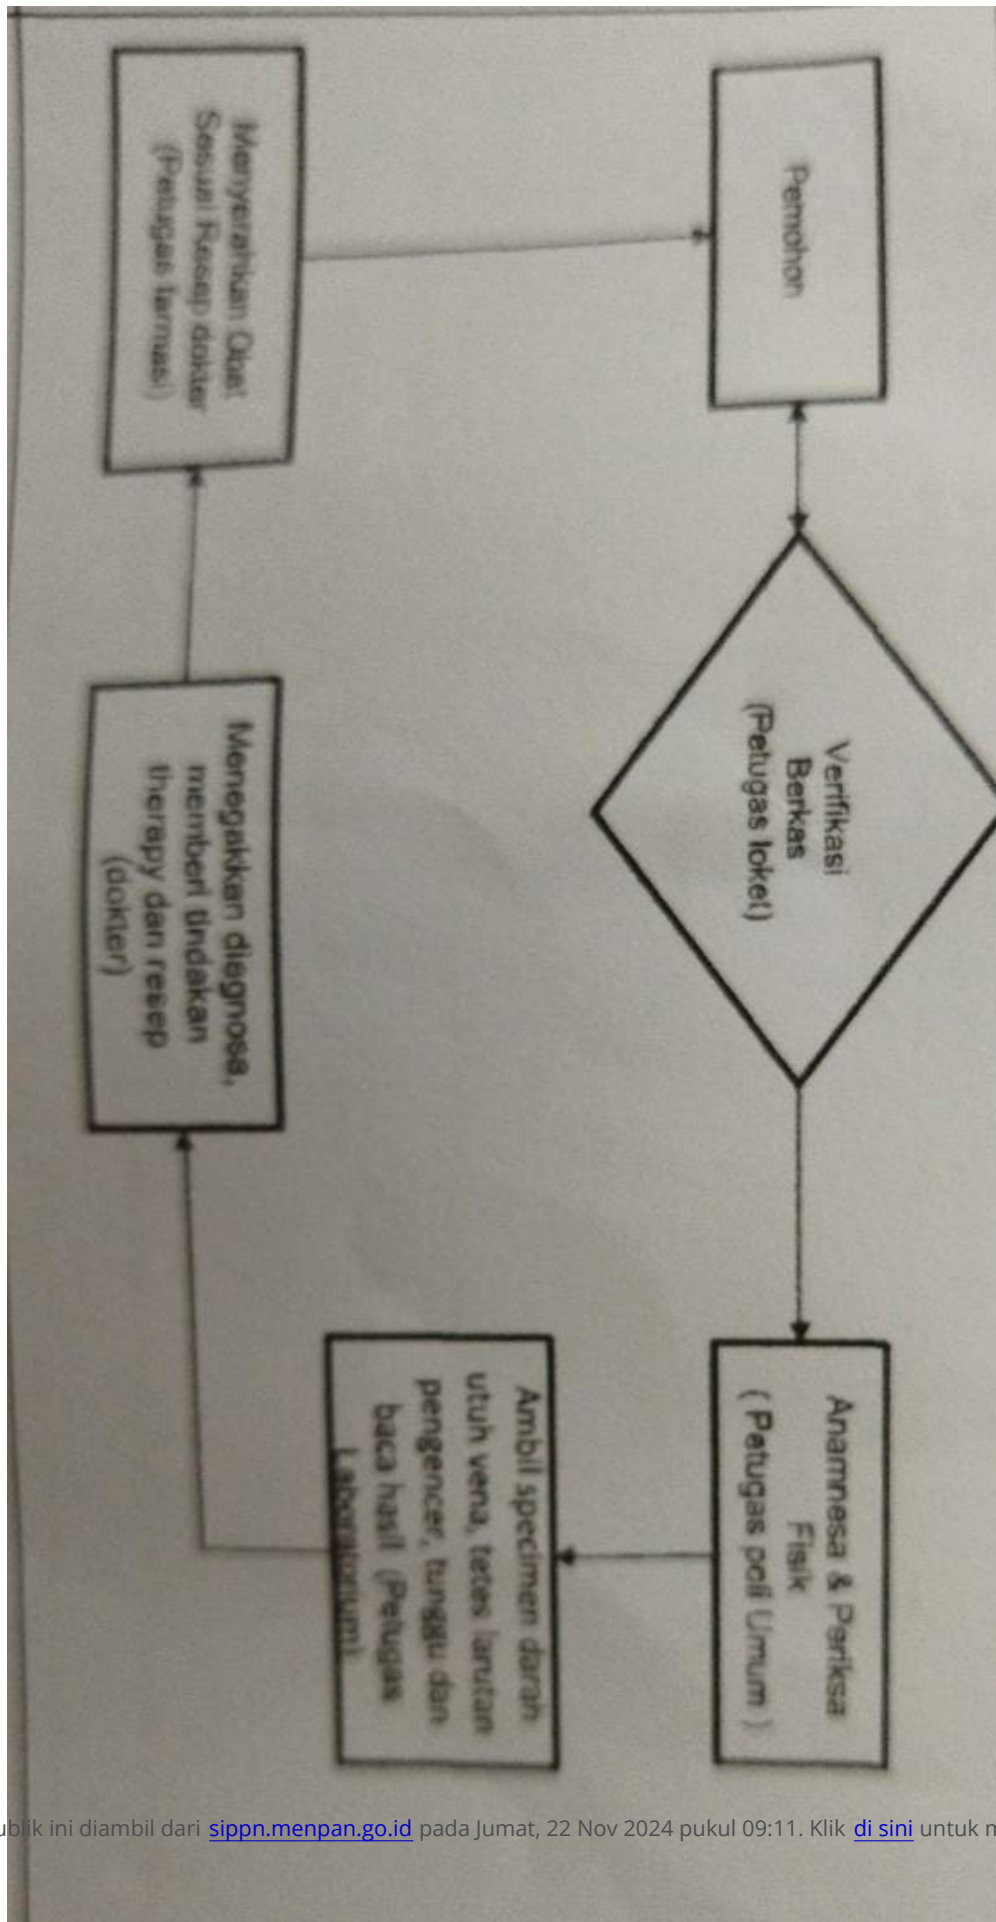 Pemohon
Verifikasi
Berkas
(Petugas loket)
Anamnesa & Periksa
Fisik
( Petugas poli Umum )
Ambil specimen darah
utuh vena, tetes larutan
pengencer, tunggu dan
baca hasil (Petugas
Laboratorium)
Menegakkan diagnosa,
memberi tindakan
therapy dan resep
(dokter)
Menyerahkan Obat
Sesuai Resep dokter
(Petugas farmasi)
ublik ini diambil dari sippn.menpan.go.id pada Jumat, 22 Nov 2024 pukul 09:11. Klik di sini untuk m